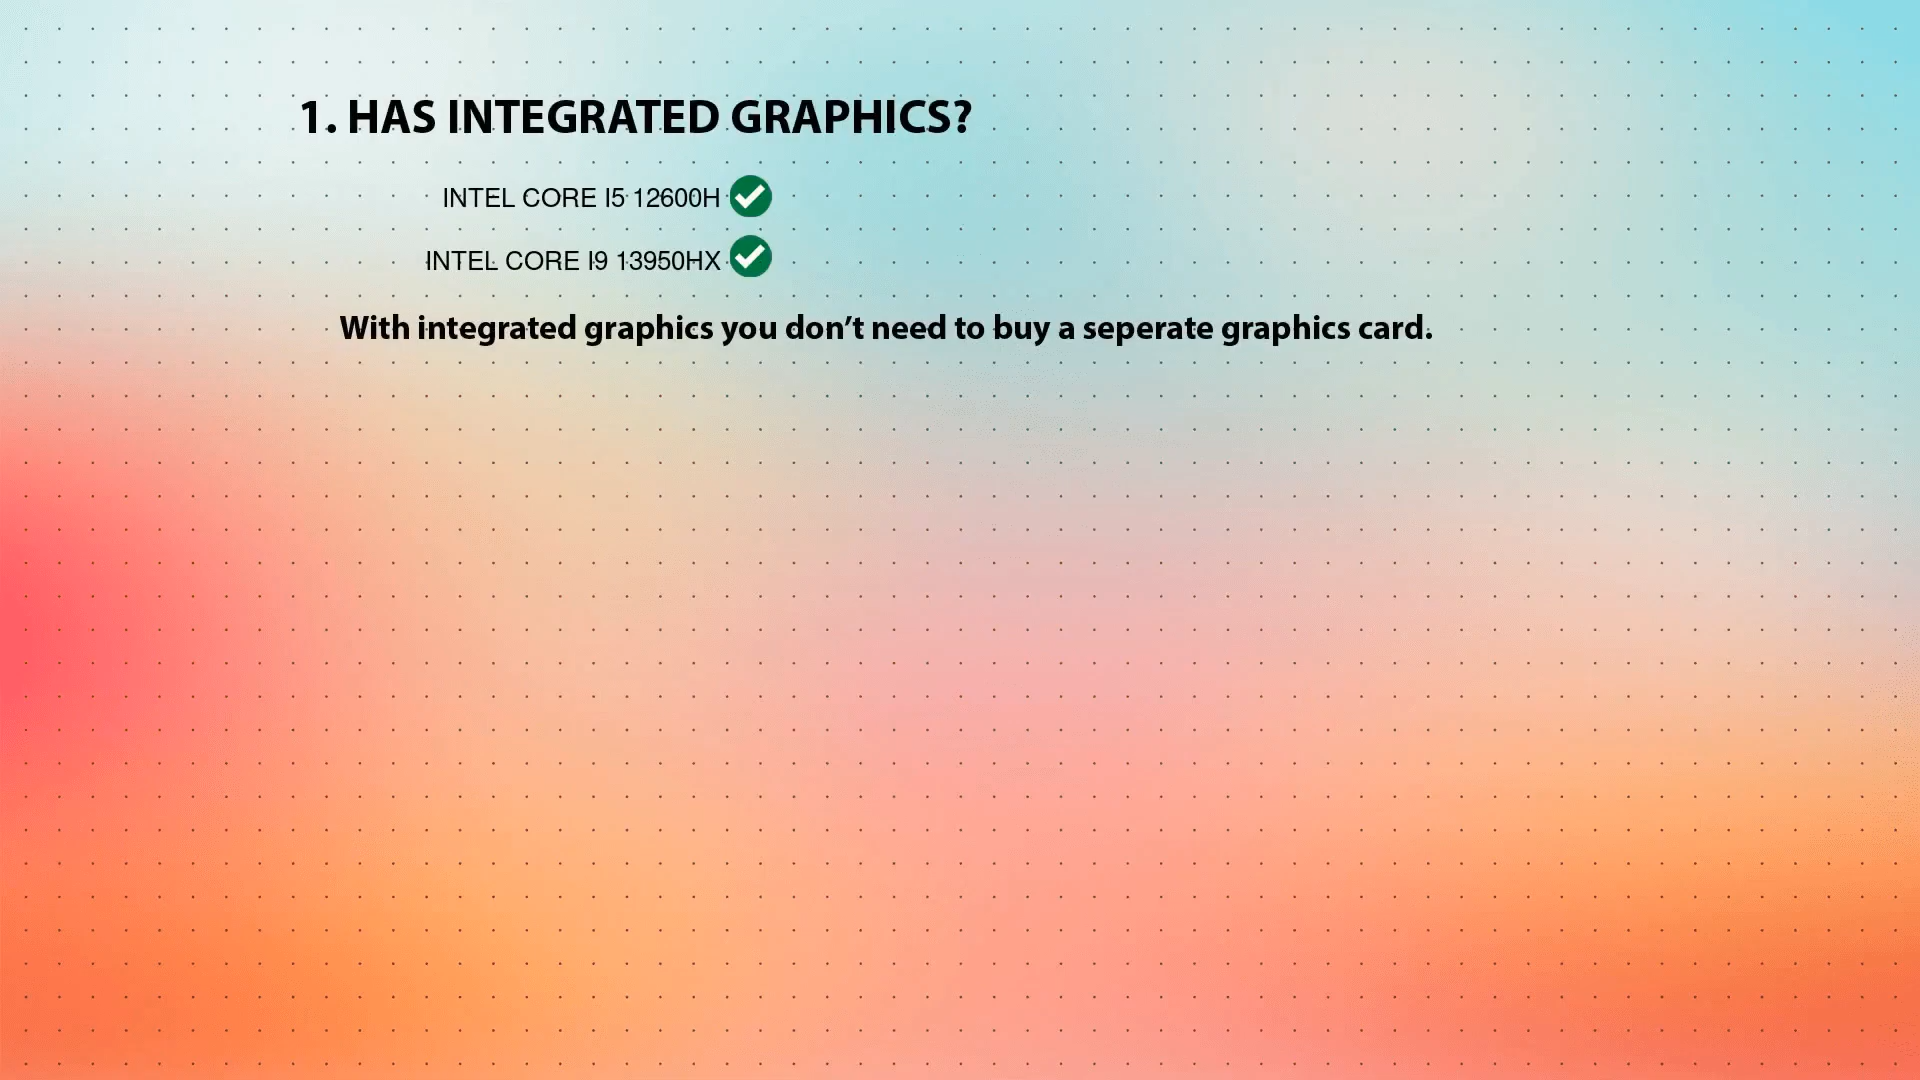 1. HAS INTEGRATED GRAPHICS?
INTEL CORE I5 12600H
INTEL CORE I9 13950HX
With integrated graphics you don’t need to buy a seperate graphics card.